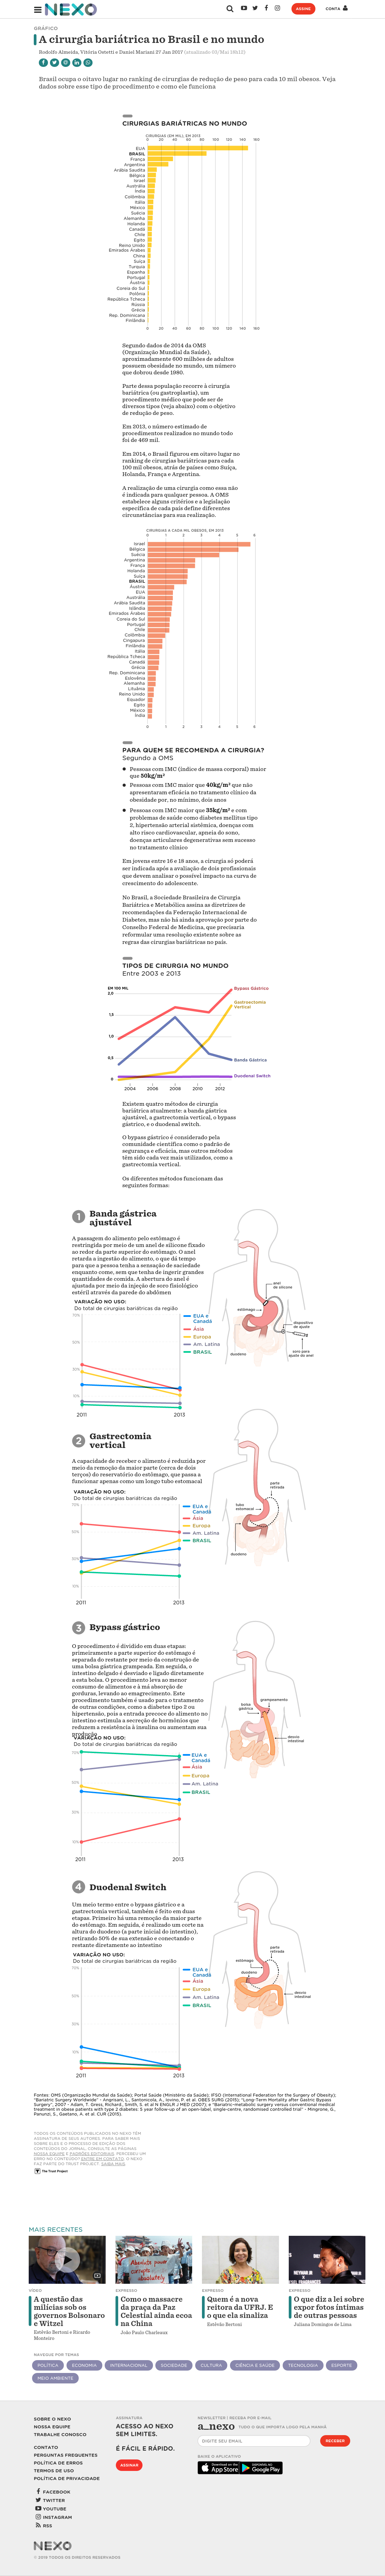 NEXO
ASSINE
CONTA
GRÁFICO
A cirurgia bariátrica no Brasil e no mundo
Rodolfo Almeida, Vitória Ostetti e Daniel Mariani 27 Jan 2017 (atualizado 03/Mai 16h12)
Brasil ocupa o oitavo lugar no ranking de cirurgias de redução de peso para cada 10 mil obesos. Veja
dados sobre esse tipo de procedimento e como ela funciona
CIRURGIAS BARIÁTRICAS NO MUNDO
CIRURGIAS (EM MIL), EM 2013
0 20 40 60 80 100 120 140 160
EUA
BRASIL
França
Argentina
Arábia Saudita
Bélgica
Israel
Austrália
Índia
Colômbia
Itália
México
Suécia
Alemanha
Holanda
Canadá
Chile
Egito
Reino Unido
Emirados Árabes
China
Suíça
Turquia
Espanha
Portugal
Áustria
Coreia do Sul
Polônia
República Tcheca
Rússia
Grécia
Rep. Dominicana
Finlândia
0 20 40 60 80 100 120 140 160
Segundo dados de 2014 da OMS
(Organização Mundial da Saúde),
aproximadamente 600 milhões de adultos
possuem obesidade no mundo, um número
que dobrou desde 1980.
Parte dessa população recorre à cirurgia
bariátrica (ou gastroplastia), um
procedimento médico que pode ser de
diversos tipos (veja abaixo) com o objetivo
de redução de peso.
Em 2013, o número estimado de
procedimentos realizados no mundo todo
foi de 469 mil.
Em 2014, o Brasil figurou em oitavo lugar no
ranking de cirurgias bariátricas para cada
100 mil obesos, atrás de países como Suíça,
Holanda, França e Argentina.
A realização de uma cirurgia como essa não
é indicada para qualquer pessoa. A OMS
estabelece alguns critérios e a legislação
específica de cada país define diferentes
circunstâncias para sua realização.
CIRURGIAS A CADA MIL OBESOS, EM 2013
0 1 2 3 4 5 6
Israel
Bélgica
Suécia
Argentina
França
Holanda
Suíça
BRASIL
Áustria
EUA
Austrália
Arábia Saudita
Islândia
Emirados Árabes
Coreia do Sul
Portugal
Chile
Colômbia
Cingapura
Finlândia
Itália
República Tcheca
Canadá
Grécia
Rep. Dominicana
Eslovênia
Alemanha
Lituânia
Reino Unido
Equador
Egito
México
Índia
0 1 2 3 4 5 6
PARA QUEM SE RECOMENDA A CIRURGIA?
Segundo a OMS
Pessoas com IMC (índice de massa corporal) maior
que 50kg/m²
Pessoas com IMC maior que 40kg/m² que não
apresentaram eficácia no tratamento clínico da
obesidade por, no mínimo, dois anos
Pessoas com IMC maior que 35kg/m² e com
problemas de saúde como diabetes mellitus tipo
2, hipertensão arterial sistêmica, doenças com
alto risco cardiovascular, apneia do sono,
doenças articulares degenerativas sem sucesso
no tratamento crônico
Em jovens entre 16 e 18 anos, a cirurgia só poderá
ser indicada após a avaliação de dois profissionais
que devem analisar o possível impacto na curva de
crescimento do adolescente.
No Brasil, a Sociedade Brasileira de Cirurgia
Bariátrica e Metabólica assina as diretrizes de
recomendações da Federação Internacional de
Diabetes, mas não há ainda aprovação por parte do
Conselho Federal de Medicina, que precisaria
reformular uma resolução existente sobre as
regras das cirurgias bariátricas no país.
TIPOS DE CIRURGIA NO MUNDO
Entre 2003 e 2013
EM 100 MIL
2,0
1,5
1,0
0,5
0
Bypass Gástrico
Gastroectomia
Vertical
Banda Gástrica
Duodenal Switch
2004 2006 2008 2010 2012
Existem quatro métodos de cirurgia
bariátrica atualmente: a banda gástrica
ajustável, a gastrectomia vertical, o bypass
gástrico, e o duodenal switch.
O bypass gástrico é considerado pela
comunidade científica como o padrão de
segurança e eficácia, mas outros métodos
têm sido cada vez mais utilizados, como a
gastrectomia vertical.
Os diferentes métodos funcionam das
seguintes formas:
1
Banda gástrica
ajustável
A passagem do alimento pelo estômago é
restringida por meio de um anel de silicone fixado
ao redor da parte superior do estômago. O anel
retarda a ingestão do alimento, ao mesmo tempo
que a pessoa tenha a sensação de saciedade
enquanto come, sem que tenha de ingerir grandes
quantidades de comida. A abertura do anel é
ajustada por meio da injeção de soro fisiológico
estéril através da parede do abdômen
VARIAÇÃO NO USO:
Do total de cirurgias bariátricas da região
70%
50%
30%
10%
2011 2013
EUA e
Canadá
Ásia
Europa
Am. Latina
BRASIL
anel
de silicone
estômago
dispositivo
de ajuste
duodeno
soro para
ajuste do anel
2
Gastrectomia
vertical
A capacidade de receber o alimento é reduzida por
meio da remoção da maior parte (cerca de dois
terços) do reservatório do estômago, que passa a
funcionar apenas como um canal estomacal
VARIAÇÃO NO USO:
Do total de cirurgias bariátricas da região
70%
50%
30%
10%
2011 2013
EUA e
Canadá
Ásia
Europa
Am. Latina
BRASIL
parte
retirada
tubo
estomacal
duodeno
3
Bypass gástrico
O procedimento é dividido em duas etapas:
primeiramente a parte superior do estômago é
separada do restante por meio da construção de
uma bolsa gástrica grampeada. Em seguida, o
intestino delgado é desviado e ligado diretamente
a esta bolsa. O procedimento leva ao menor
consumo de alimentos e à má absorção de
gorduras, levando ao emagrecimento. Este
procedimento também é usado para o tratamento
de outras condições, como o diabetes tipo 2 ou
hipertensão, pois a entrada precoce do alimento no
intestino estimula a secreção de hormônios que
reduzem a resistência à insulina ou aumentam sua
produção
VARIAÇÃO NO USO:
Do total de cirurgias bariátricas da região
70%
50%
30%
10%
2011 2013
EUA e
Canadá
Ásia
Europa
Am. Latina
BRASIL
grampeamento
bolsa
gástrica
desvio
intestinal
4
Duodenal Switch
Um meio termo entre o bypass gástrico e a
gastrectomia vertical, também é feito em duas
etapas. Primeiro há uma remoção de uma porção
do estômago. Em seguida, é realizado um corte na
altura do duodeno (a parte inicial do intestino),
retirando 50% de sua extensão e conectando o
restante diretamente ao intestino
VARIAÇÃO NO USO:
Do total de cirurgias bariátricas da região
70%
50%
30%
10%
2011 2013
EUA e
Canadá
Ásia
Europa
Am. Latina
BRASIL
parte
retirada
estômago
duodeno
desvio
intestinal
Fontes: OMS (Organização Mundial da Saúde); Portal Saúde (Ministério da Saúde); IFSO (International Federation for the Surgery of Obesity);
"Bariatric Surgery Worldwide" - Angrisani, L., Santonicola, A., Iovino, P. et al. OBES SURG (2015); "Long-Term Mortality after Gastric Bypass
Surgery", 2007 - Adam, T. Gress, Richard., Smith, S. et al N ENGL R J MED (2007); e "Bariatric-metabolic surgery versus conventional medical
treatment in obese patients with type 2 diabetes: 5 year follow-up of an open-label, single-centre, randomised controlled trial" - Mingrone, G.,
Panunzi, S., Gaetano, A. et al. CUR (2015).
TODOS OS CONTEÚDOS PUBLICADOS NO NEXO TÊM
ASSINATURA DE SEUS AUTORES. PARA SABER MAIS
SOBRE ELES E O PROCESSO DE EDIÇÃO DOS
CONTEÚDOS DO JORNAL, CONSULTE AS PÁGINAS
NOSSA EQUIPE E PADRÕES EDITORIAIS. PERCEBEU UM
ERRO NO CONTEÚDO? ENTRE EM CONTATO. O NEXO
FAZ PARTE DO TRUST PROJECT. SAIBA MAIS.
The Trust Project
MAIS RECENTES
VÍDEO
A questão das
milícias sob os
governos Bolsonaro
e Witzel
Estêvão Bertoni e Ricardo
Monteiro
EXPRESSO
Como o massacre
da praça da Paz
Celestial ainda ecoa
na China
João Paulo Charleaux
EXPRESSO
Quem é a nova
reitora da UFRJ. E
o que ela sinaliza
Estêvão Bertoni
EXPRESSO
O que diz a lei sobre
expor fotos íntimas
de outras pessoas
Juliana Domingos de Lima
NAVEGUE POR TEMAS
POLÍTICA
ECONOMIA
INTERNACIONAL
SOCIEDADE
CULTURA
CIÊNCIA E SAÚDE
TECNOLOGIA
ESPORTE
MEIO AMBIENTE
SOBRE O NEXO
NOSSA EQUIPE
TRABALHE CONOSCO
CONTATO
PERGUNTAS FREQUENTES
POLÍTICA DE ERROS
TERMOS DE USO
POLÍTICA DE PRIVACIDADE
FACEBOOK
TWITTER
YOUTUBE
INSTAGRAM
RSS
ASSINATURA
ACESSO AO NEXO
SEM LIMITES.
É FÁCIL E RÁPIDO.
ASSINAR
NEWSLETTER | RECEBA POR E-MAIL
a_nexo TUDO O QUE IMPORTA LOGO PELA MANHÃ
DIGITE SEU EMAIL
RECEBER
BAIXE O APLICATIVO
App Store
Google Play
NEXO
© 2019 TODOS OS DIREITOS RESERVADOS